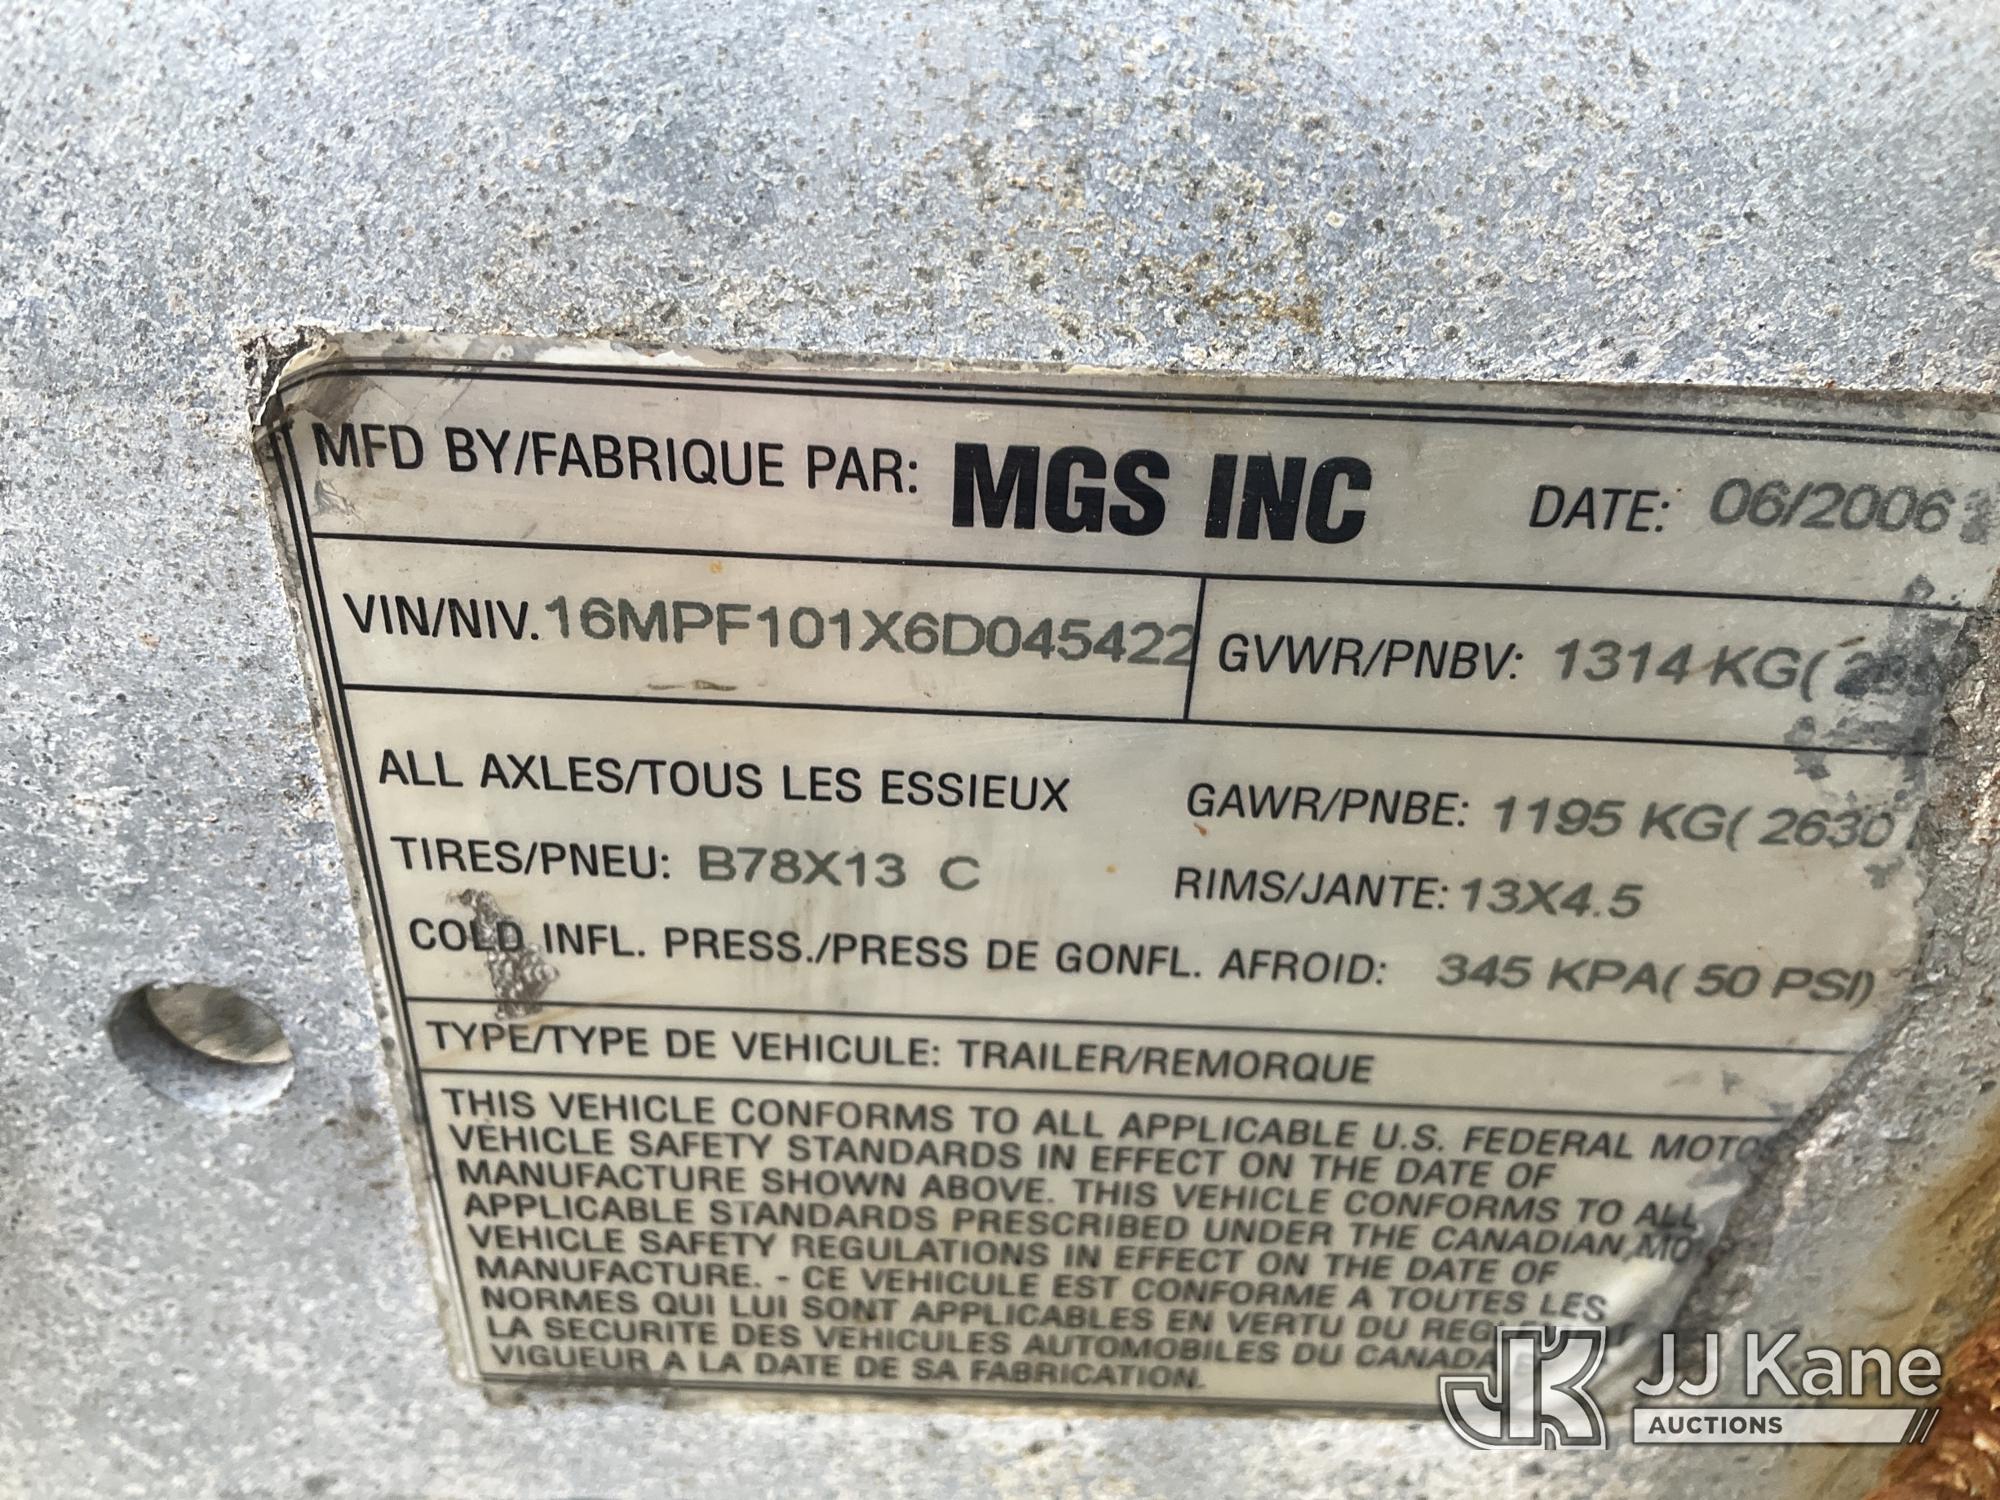 MFD BY/FABRIQUE PAR: MGS INC DATE: 06/2006
VIN/NIV. 16MPF101X6D045422 GVWR/PNBV: 1314 KG(
ALL AXLES/TOUS LES ESSIEUX GAWR/PNBE: 1195 KG( 2630
TIRES/PNEU: B78X13 C RIMS/JANTE: 13X4.5
COLD INFL. PRESS./PRESS DE GONFL. AFROID: 345 KPA( 50 PSI)
TYPE/TYPE DE VEHICULE: TRAILER/REMORQUE
THIS VEHICLE CONFORMS TO ALL APPLICABLE U.S. FEDERAL MOTO
VEHICLE SAFETY STANDARDS IN EFFECT ON THE DATE OF
MANUFACTURE SHOWN ABOVE. THIS VEHICLE CONFORMS TO ALL
APPLICABLE STANDARDS PRESCRIBED UNDER THE CANADIAN MO
VEHICLE SAFETY REGULATIONS IN EFFECT ON THE DATE OF
MANUFACTURE. - CE VEHICULE EST CONFORME A TOUTES LES
NORMES QUI LUI SONT APPLICABLES EN VERTU DU
LA SECURITE DES VEHICULES AUTOMOBILES DU CANADA
VIGUEUR A LA DATE DE SA FABRICATION.
JK JJ Kane
AUCTIONS